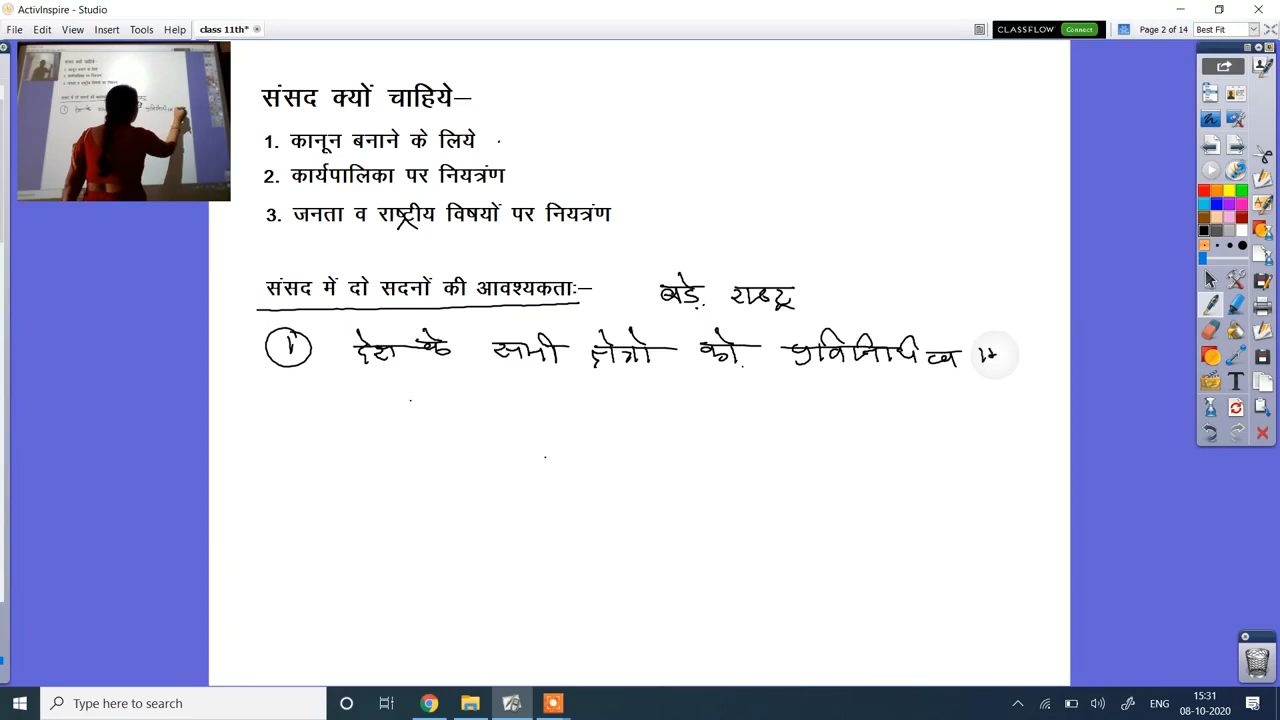 ActivInspire - Studio
File Edit View Insert Tools Help class 11th* CLASSFLOW Connect Page 2 of 14 Best Fit
संसद क्यों चाहिये–
1. कानून बनाने के लिये
2. कार्यपालिका पर नियत्रंण
3. जनता व राष्ट्रीय विषयों पर नियत्रंण
संसद में दो सदनों की आवश्यकताः– बड़े राष्ट्र
1 देश के सभी क्षेत्रो को प्रतिनिधित्व
Type here to search ENG 15:31
08-10-2020